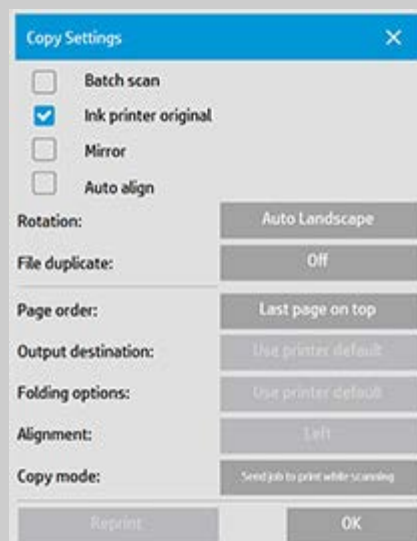 Copy Settings
Batch scan
Ink printer original
Mirror
Auto align
Rotation: Auto Landscape
File duplicate: Off
Page order: Last page on top
Output destination: Use printer default
Folding options: Use printer default
Alignment: Left
Copy mode: Send job to print while scanning
Reprint OK